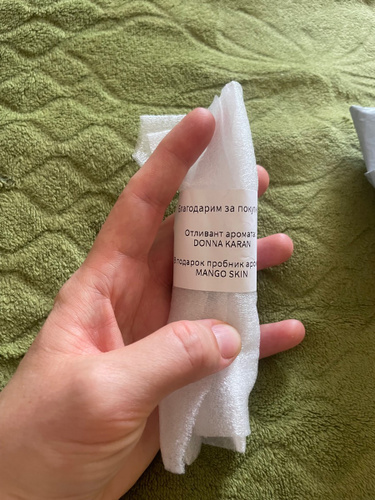 Благодарим за покуп
Отливант аромата
DONNA KARAN
В подарок пробник аро
MANGO SKIN